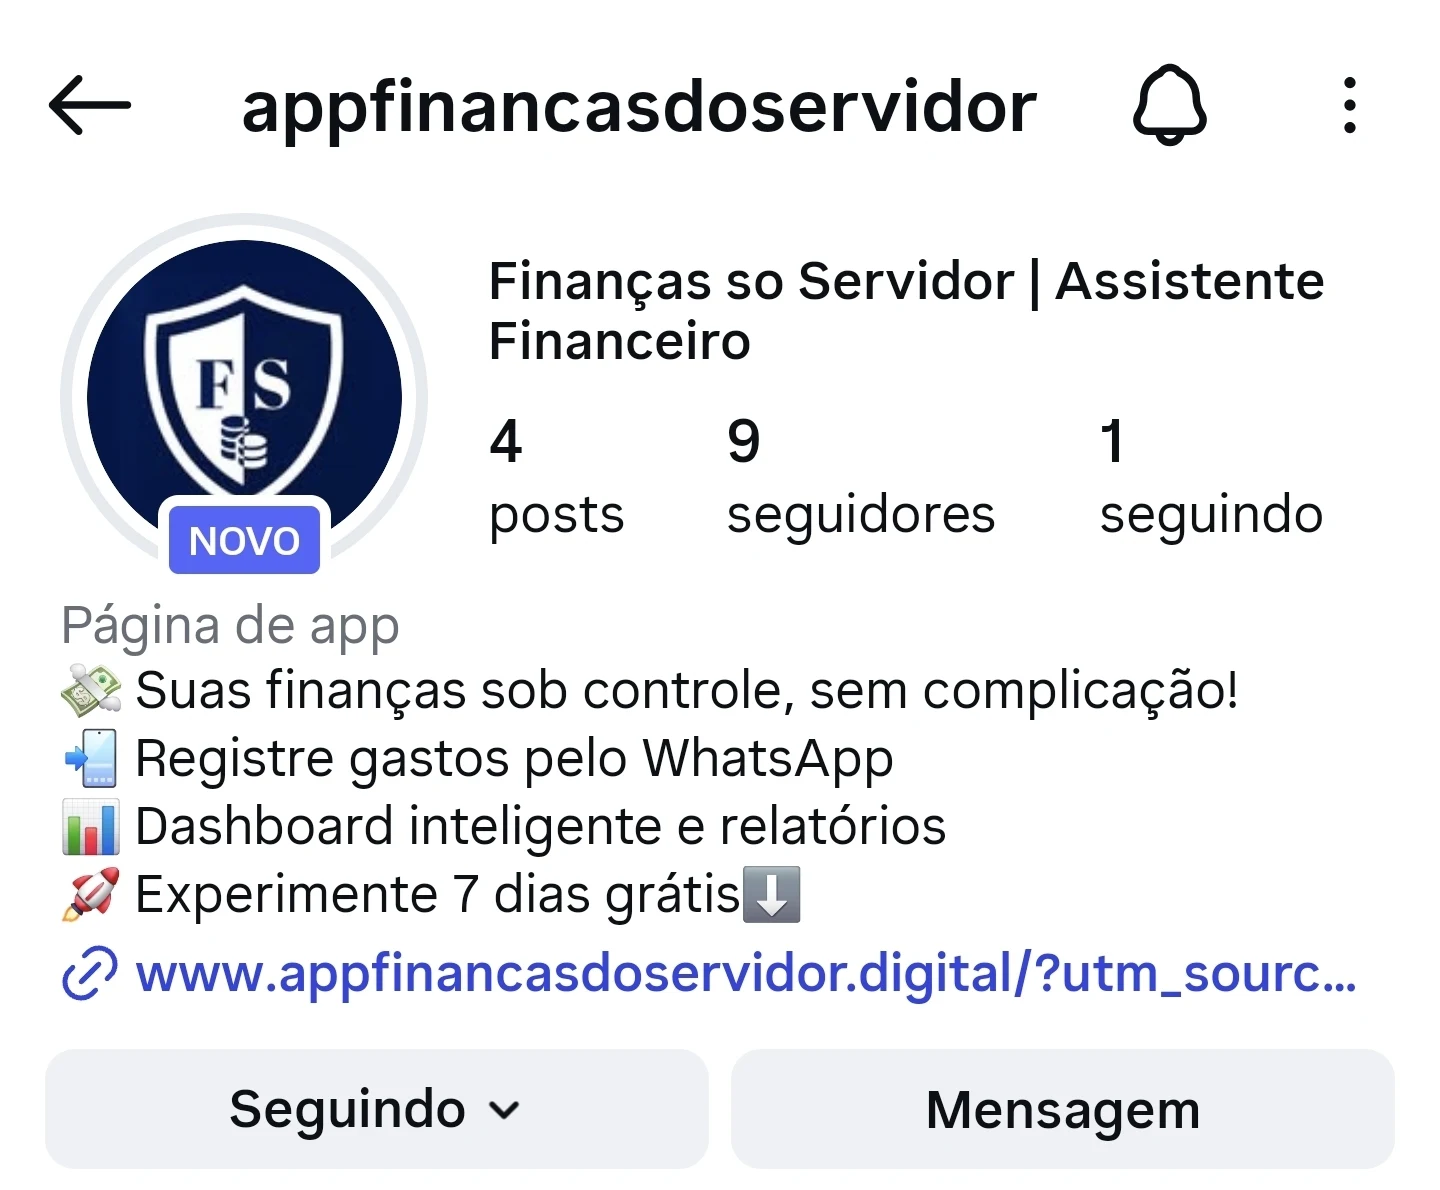 appfinancasdoservidor
FS
NOVO
Finanças so Servidor | Assistente
Financeiro
4 9 1
posts seguidores seguindo
Página de app
💸 Suas finanças sob controle, sem complicação!
📲 Registre gastos pelo WhatsApp
📊 Dashboard inteligente e relatórios
🚀 Experimente 7 dias grátis⬇️
www.appfinancasdoservidor.digital/?utm_sourc...
Seguindo Mensagem